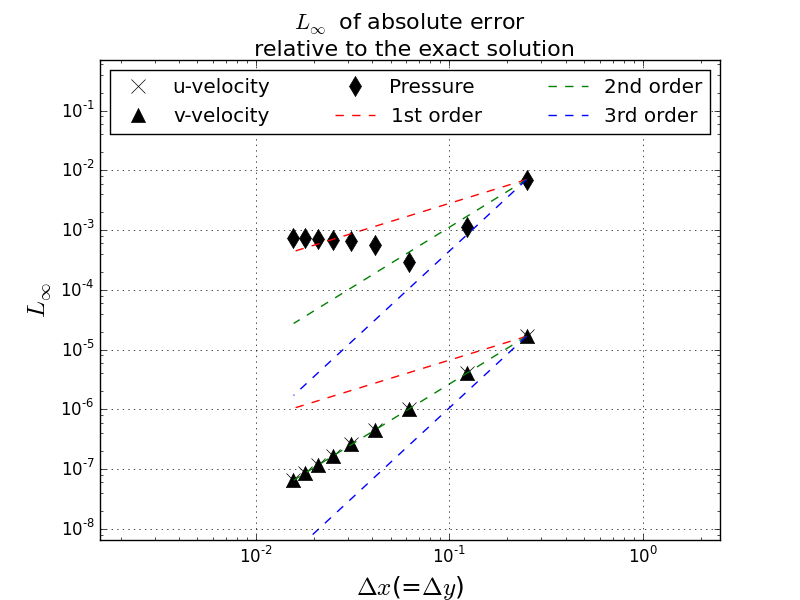 L∞ of absolute error
relative to the exact solution
u-velocity Pressure 2nd order
v-velocity 1st order 3rd order
10⁻¹
10⁻²
10⁻³
10⁻⁴
10⁻⁵
10⁻⁶
10⁻⁷
10⁻⁸
L∞
10⁻² 10⁻¹ 10⁰
Δx(=Δy)